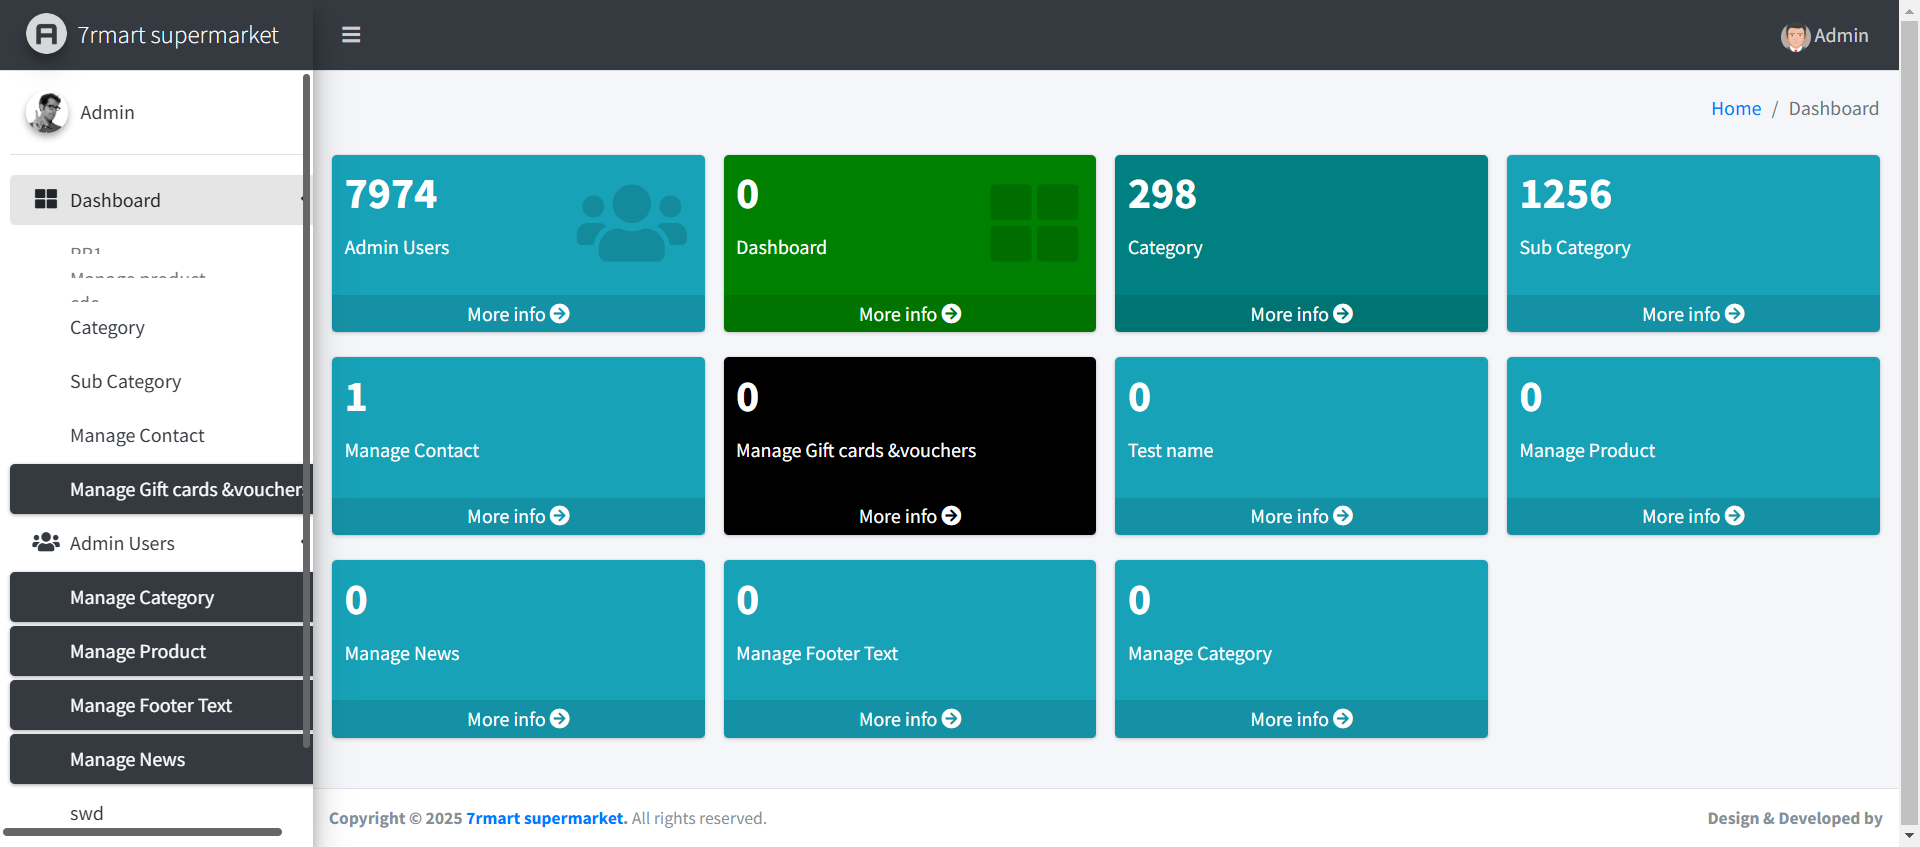 7rmart supermarket
Admin
Admin
Home / Dashboard
Dashboard
Manage product
Category
Sub Category
Manage Contact
Manage Gift cards &voucher
Admin Users
Manage Category
Manage Product
Manage Footer Text
Manage News
swd
7974
Admin Users
More info
0
Dashboard
More info
298
Category
More info
1256
Sub Category
More info
1
Manage Contact
More info
0
Manage Gift cards &vouchers
More info
0
Test name
More info
0
Manage Product
More info
0
Manage News
More info
0
Manage Footer Text
More info
0
Manage Category
More info
Copyright © 2025 7rmart supermarket. All rights reserved.
Design & Developed by